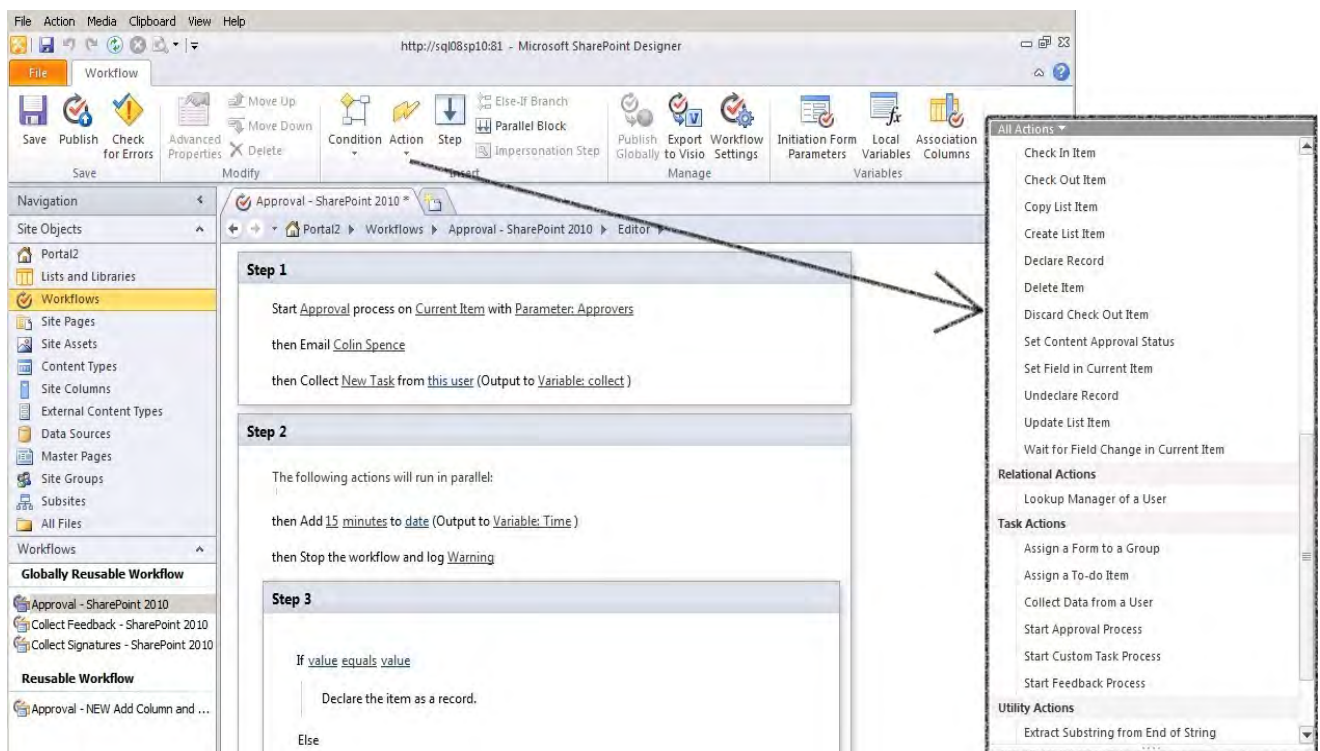 File Action Media Clipboard View Help
http://sql08sp10:81 - Microsoft SharePoint Designer
File Workflow
Save
Publish
Check for Errors
Save
Advanced Properties
Move Up
Move Down
Delete
Modify
Condition
Action
Step
Else-If Branch
Parallel Block
Impersonation Step
Insert
Publish Globally
Export to Visio
Workflow Settings
Manage
Initiation Form Parameters
Local Variables
Association Columns
Variables
Navigation
Site Objects
Portal2
Lists and Libraries
Workflows
Site Pages
Site Assets
Content Types
Site Columns
External Content Types
Data Sources
Master Pages
Site Groups
Subsites
All Files
Workflows
Globally Reusable Workflow
Approval - SharePoint 2010
Collect Feedback - SharePoint 2010
Collect Signatures - SharePoint 2010
Reusable Workflow
Approval - NEW Add Column and ...
Approval - SharePoint 2010 *
Portal2 Workflows Approval - SharePoint 2010 Editor
Step 1
Start Approval process on Current Item with Parameter: Approvers
then Email Colin Spence
then Collect New Task from this user (Output to Variable: collect )
Step 2
The following actions will run in parallel:
then Add 15 minutes to date (Output to Variable: Time )
then Stop the workflow and log Warning
Step 3
If value equals value
Declare the item as a record.
Else
All Actions
Check In Item
Check Out Item
Copy List Item
Create List Item
Declare Record
Delete Item
Discard Check Out Item
Set Content Approval Status
Set Field in Current Item
Undeclare Record
Update List Item
Wait for Field Change in Current Item
Relational Actions
Lookup Manager of a User
Task Actions
Assign a Form to a Group
Assign a To-do Item
Collect Data from a User
Start Approval Process
Start Custom Task Process
Start Feedback Process
Utility Actions
Extract Substring from End of String